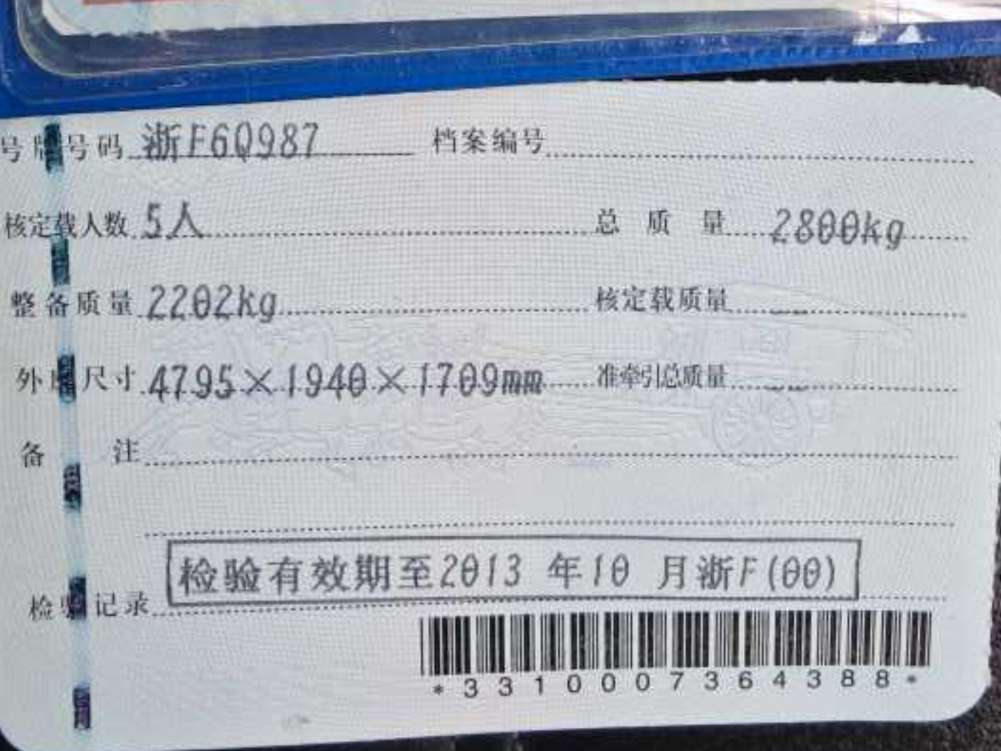 号牌号码 浙F6Q987 档案编号
核定载人数 5人 总质量 2800kg
整备质量 2202kg 核定载质量 --
外廓尺寸 4795×1940×1709mm 准牵引总质量 --
备注
检验有效期至2013 年10 月浙F(00)
检验记录
*3310007364388*